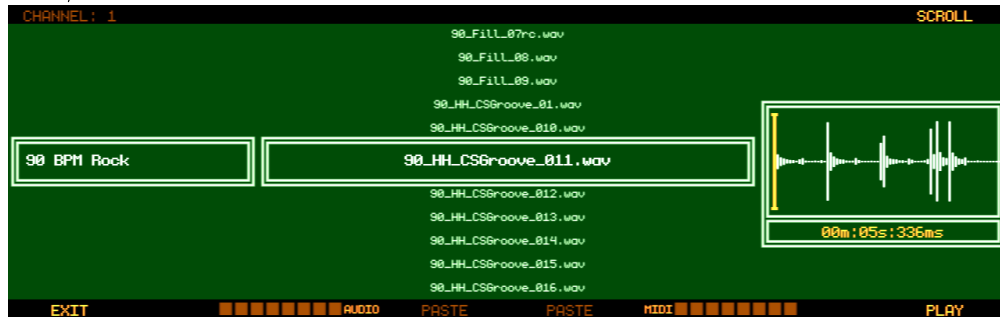 CHANNEL: 1 SCROLL
90_Fill_07rc.wav
90_Fill_08.wav
90_Fill_09.wav
90_HH_CSGroove_01.wav
90_HH_CSGroove_010.wav
90 BPM Rock 90_HH_CSGroove_011.wav
90_HH_CSGroove_012.wav
90_HH_CSGroove_013.wav
00m:05s:336ms
90_HH_CSGroove_014.wav
90_HH_CSGroove_015.wav
90_HH_CSGroove_016.wav
EXIT AUDIO PASTE PASTE MIDI PLAY